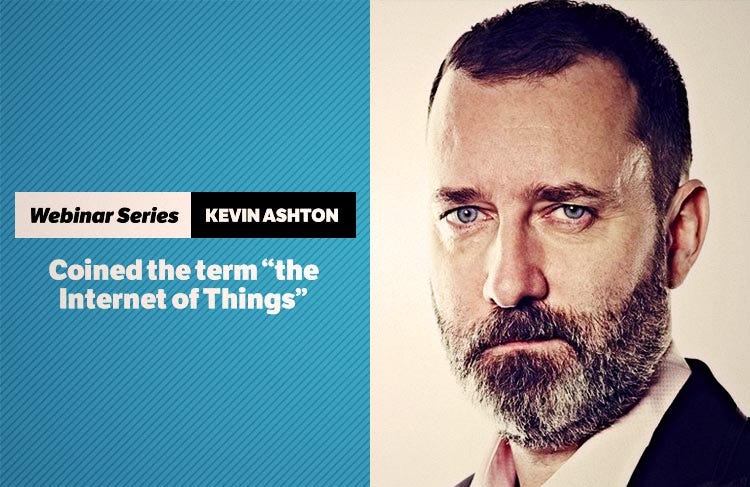 Webinar Series KEVIN ASHTON
Coined the term “the
Internet of Things”